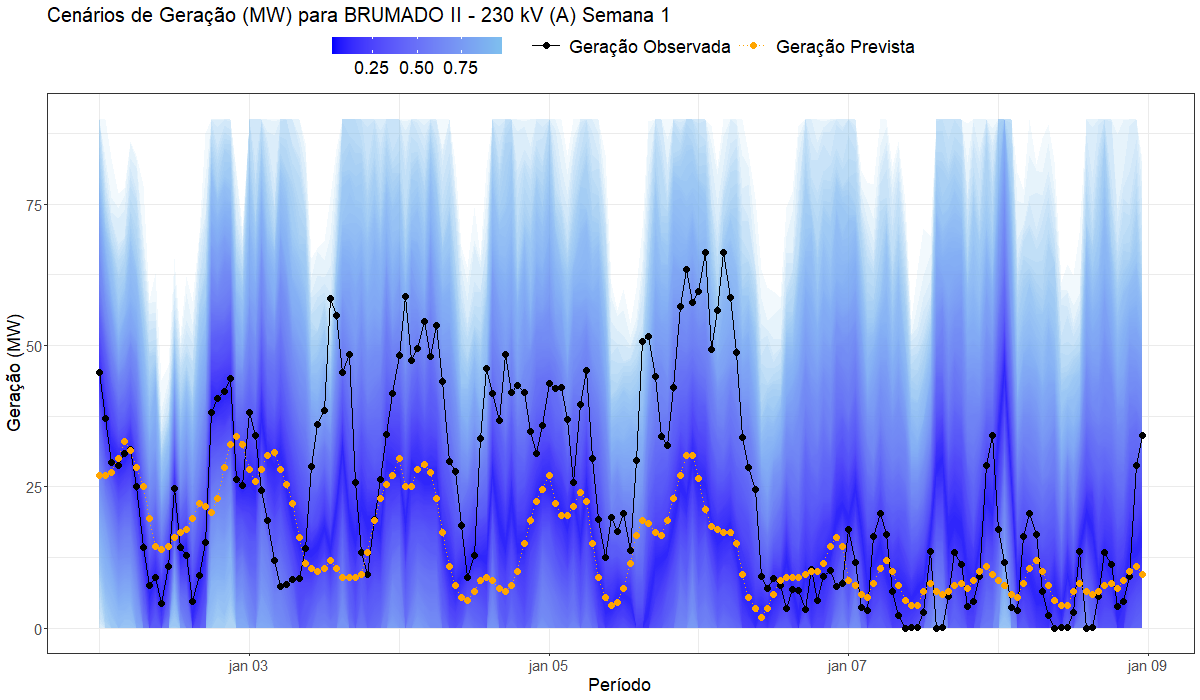 Cenários de Geração (MW) para BRUMADO II - 230 kV (A) Semana 1
0.25 0.50 0.75
Geração Observada
Geração Prevista
Geração (MW)
75
50
25
0
jan 03
jan 05
jan 07
jan 09
Período